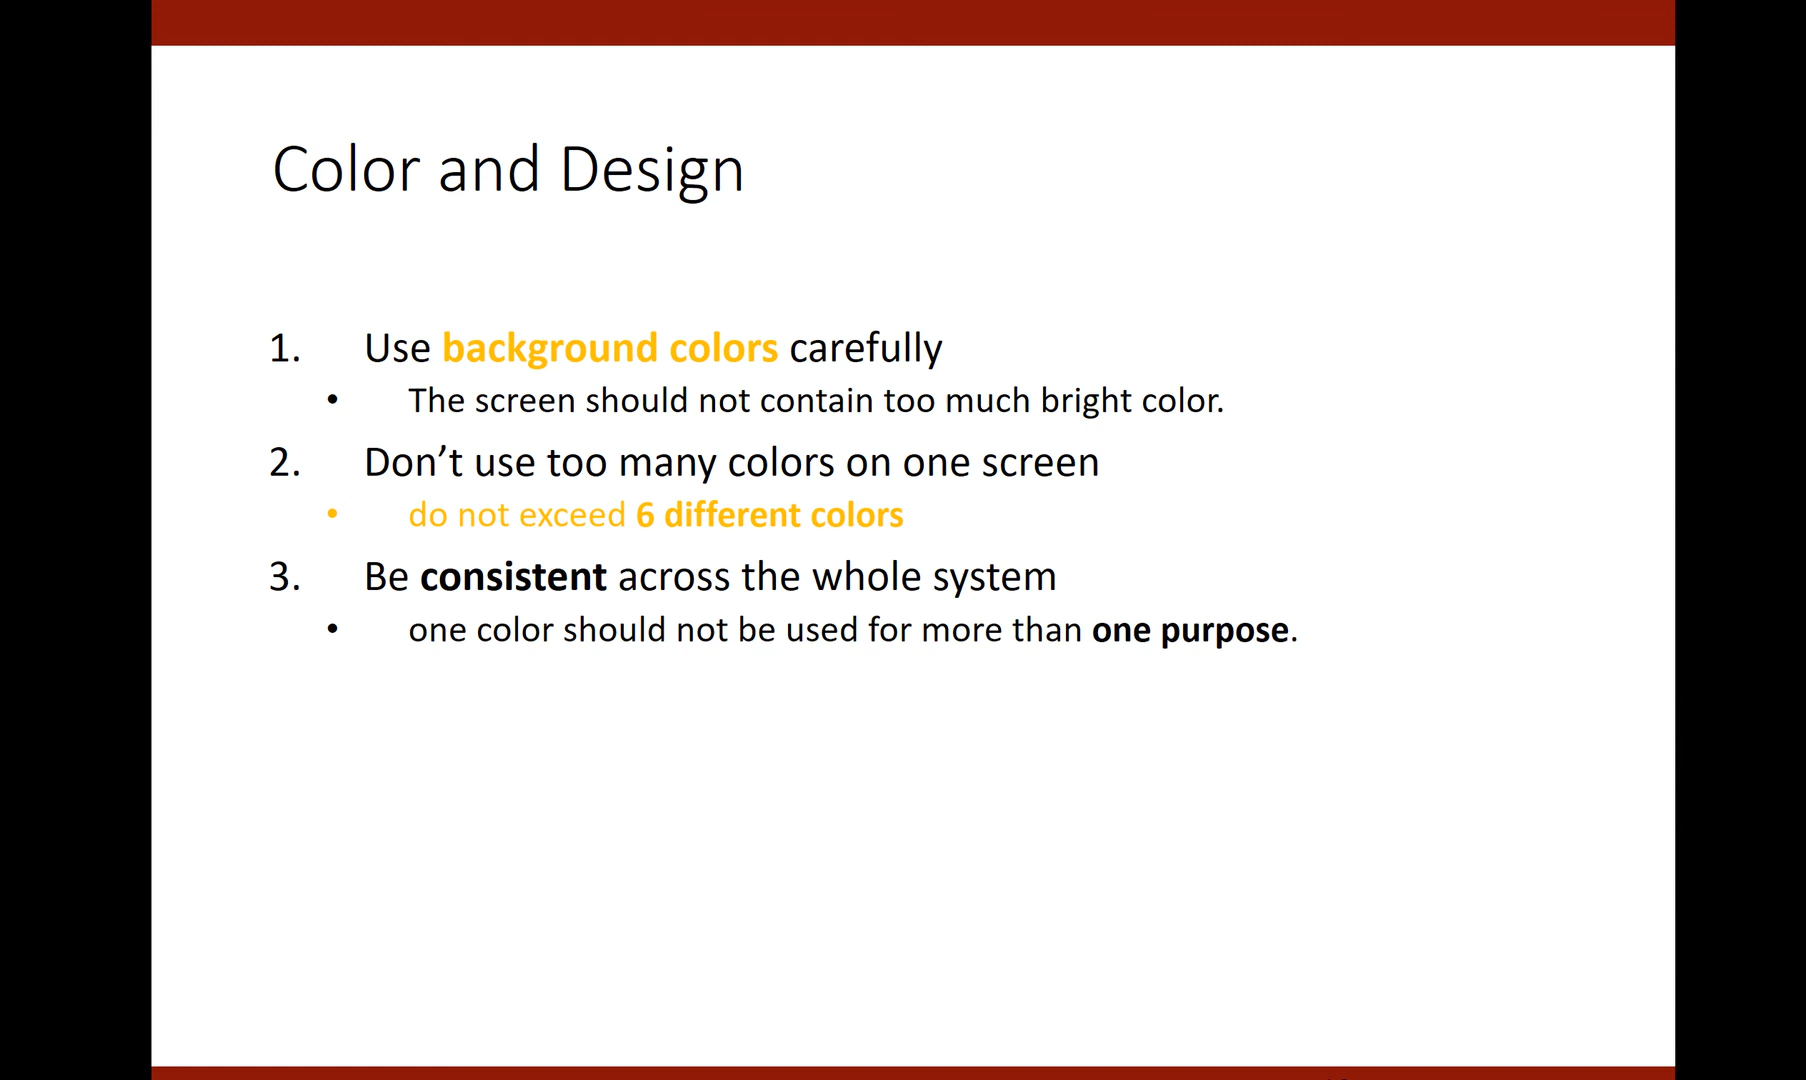 Color and Design
1. Use background colors carefully
• The screen should not contain too much bright color.
2. Don’t use too many colors on one screen
• do not exceed 6 different colors
3. Be consistent across the whole system
• one color should not be used for more than one purpose.